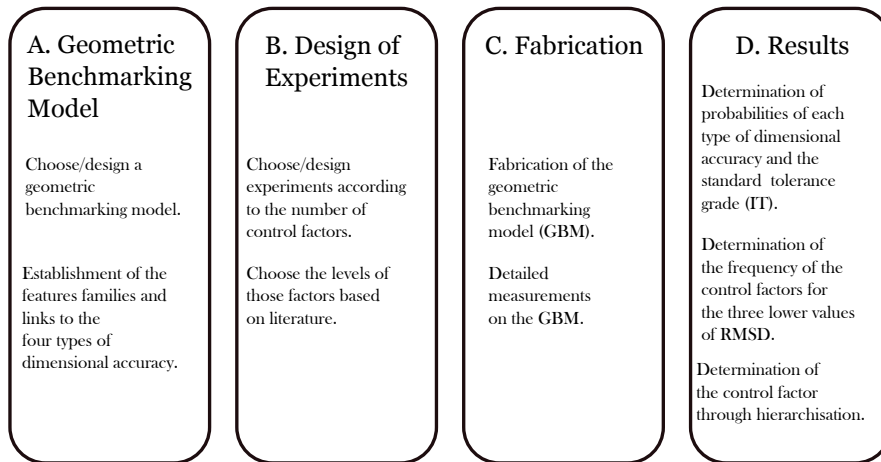 A. Geometric
Benchmarking
Model
Choose/design a
geometric
benchmarking model.
Establishment of the
features families and
links to the
four types of
dimensional accuracy.
B. Design of
Experiments
Choose/design
experiments according
to the number of
control factors.
Choose the levels of
those factors based
on literature.
C. Fabrication
Fabrication of the
geometric
benchmarking
model (GBM).
Detailed
measurements
on the GBM.
D. Results
Determination of
probabilities of each
type of dimensional
accuracy and the
standard tolerance
grade (IT).
Determination of
the frequency of the
control factors for
the three lower values
of RMSD.
Determination of
the control factor
through hierarchisation.